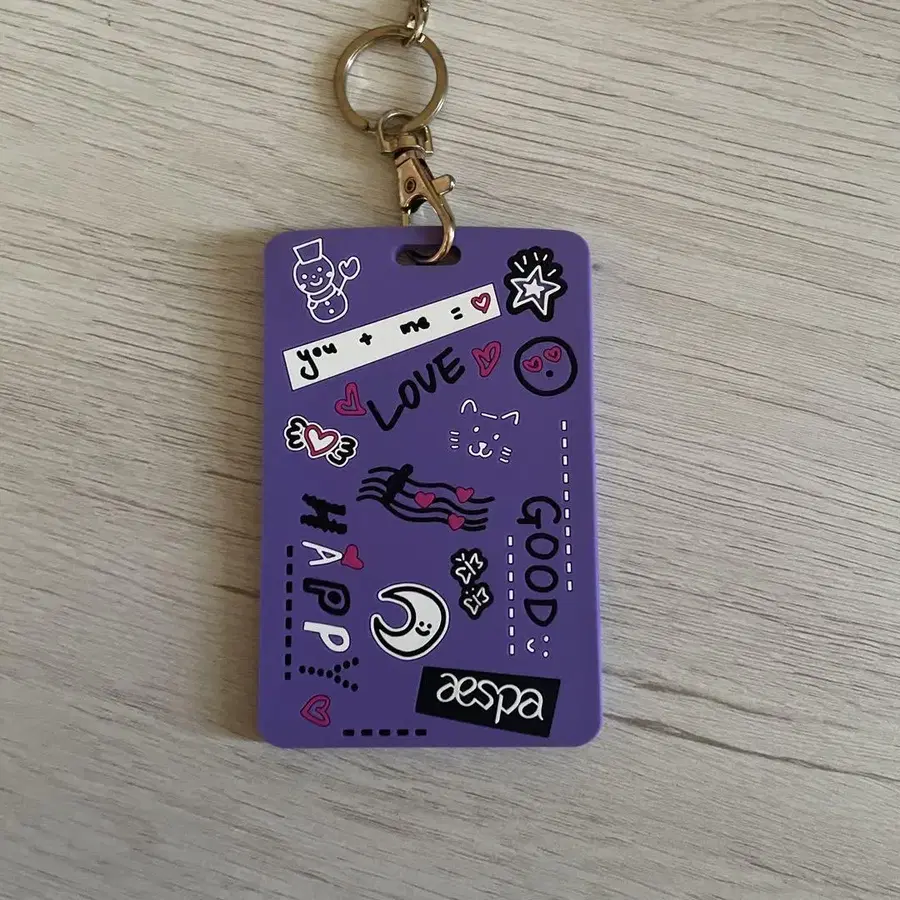 you + me = ♡
LOVE
GOOD :)
HAPPY
aespa